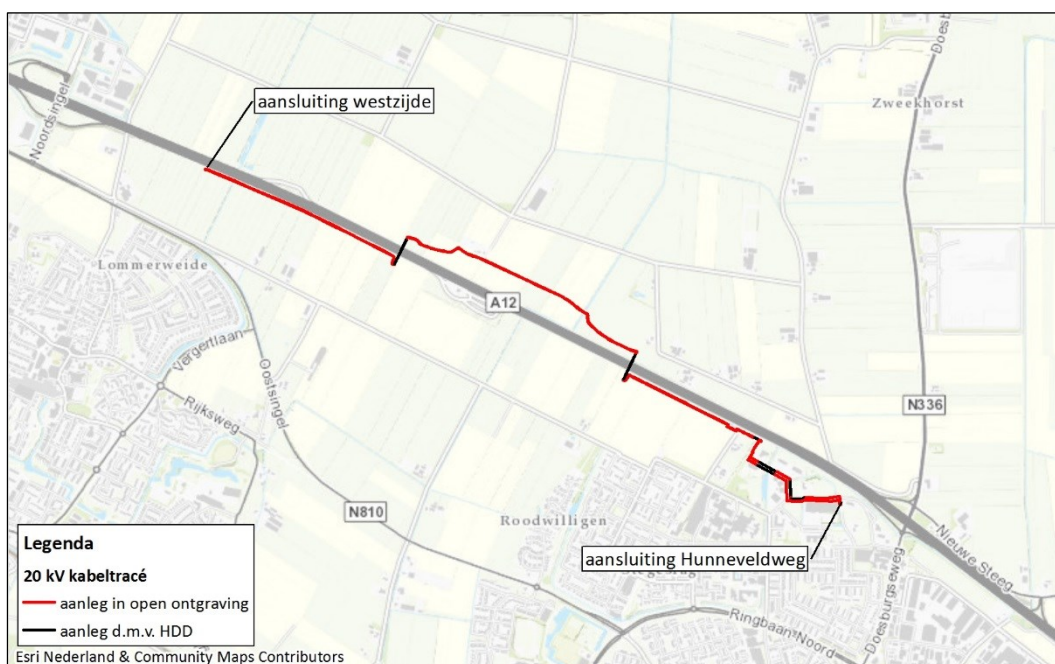 aansluiting westzijde
Noordsingel
Zweekhorst
Lommerweide
A12
Vergertlaan
Oostsingel
Rijksweg
N336
N810
Roodwilligen
aansluiting Hunneveldweg
Nieuwe Steeg
Doesburgseweg
Ringbaan-Noord
Legenda
20 kV kabeltracé
aanleg in open ontgraving
aanleg d.m.v. HDD
Esri Nederland & Community Maps Contributors